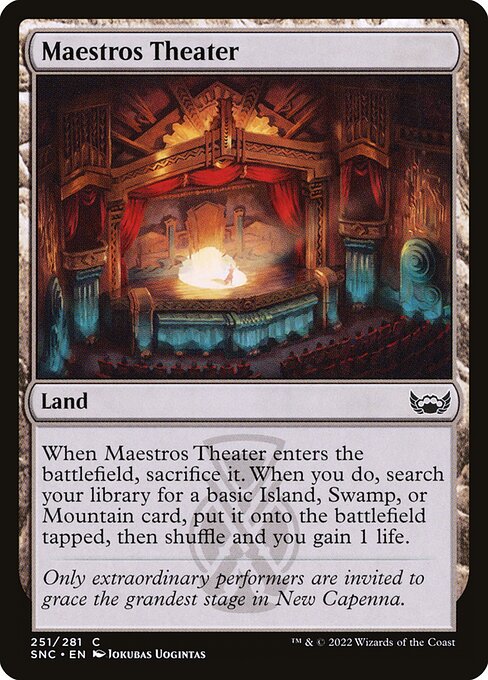 Maestros Theater
Land
When Maestros Theater enters the
battlefield, sacrifice it. When you do, search
your library for a basic Island, Swamp, or
Mountain card, put it onto the battlefield
tapped, then shuffle and you gain 1 life.
Only extraordinary performers are invited to
grace the grandest stage in New Capenna.
251/281 C
SNC • EN Jokubas Uogintas
™ & © 2022 Wizards of the Coast